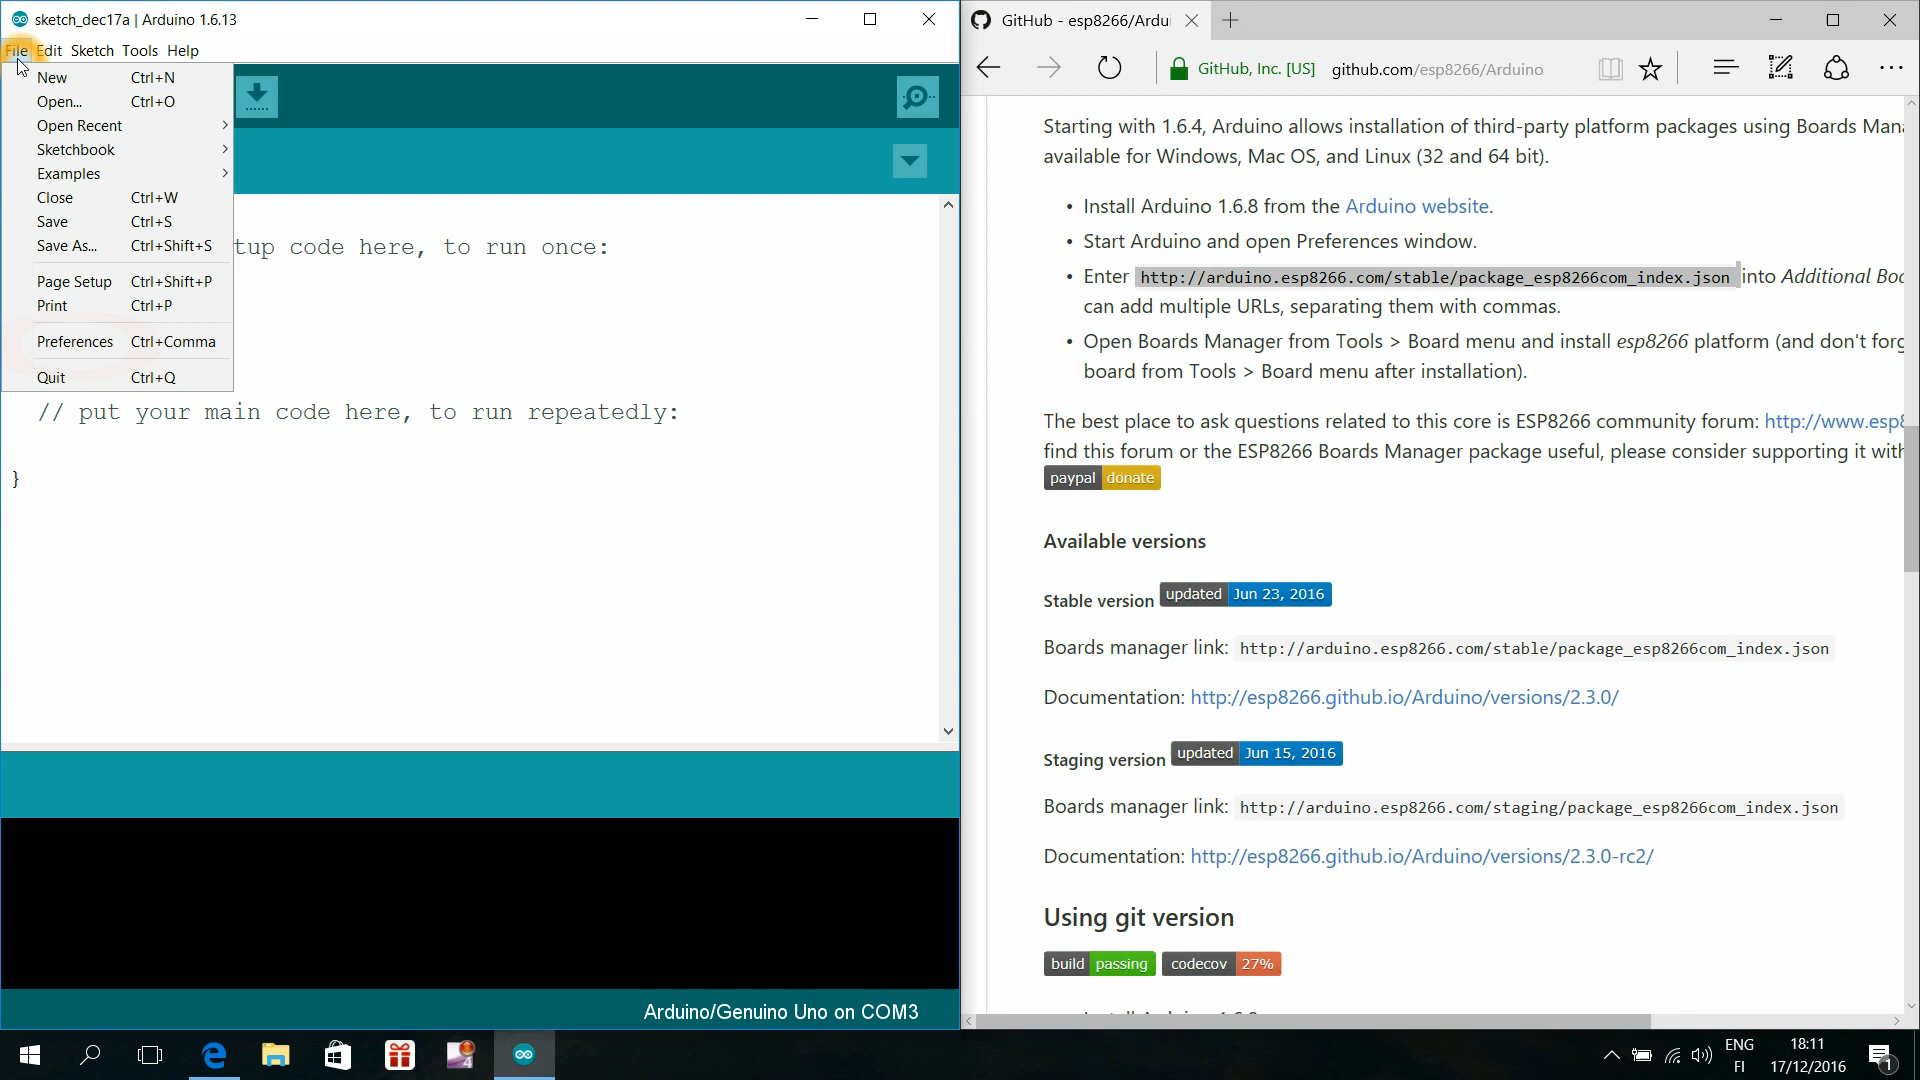 sketch_dec17a | Arduino 1.6.13
File Edit Sketch Tools Help
New Ctrl+N
Open... Ctrl+O
Open Recent
Sketchbook
Examples
Close Ctrl+W
Save Ctrl+S
Save As... Ctrl+Shift+S
Page Setup Ctrl+Shift+P
Print Ctrl+P
Preferences Ctrl+Comma
Quit Ctrl+Q
tup code here, to run once:
// put your main code here, to run repeatedly:
}
Arduino/Genuino Uno on COM3
GitHub - esp8266/Ardu
GitHub, Inc. [US] github.com/esp8266/Arduino
Starting with 1.6.4, Arduino allows installation of third-party platform packages using Boards Man
available for Windows, Mac OS, and Linux (32 and 64 bit).
• Install Arduino 1.6.8 from the Arduino website.
• Start Arduino and open Preferences window.
• Enter http://arduino.esp8266.com/stable/package_esp8266com_index.json into Additional Boa
can add multiple URLs, separating them with commas.
• Open Boards Manager from Tools > Board menu and install esp8266 platform (and don't forg
board from Tools > Board menu after installation).
The best place to ask questions related to this core is ESP8266 community forum: http://www.esp8
find this forum or the ESP8266 Boards Manager package useful, please consider supporting it with
paypal donate
Available versions
Stable version updated Jun 23, 2016
Boards manager link: http://arduino.esp8266.com/stable/package_esp8266com_index.json
Documentation: http://esp8266.github.io/Arduino/versions/2.3.0/
Staging version updated Jun 15, 2016
Boards manager link: http://arduino.esp8266.com/staging/package_esp8266com_index.json
Documentation: http://esp8266.github.io/Arduino/versions/2.3.0-rc2/
Using git version
build passing codecov 27%
ENG
FI
18:11
17/12/2016
1
4